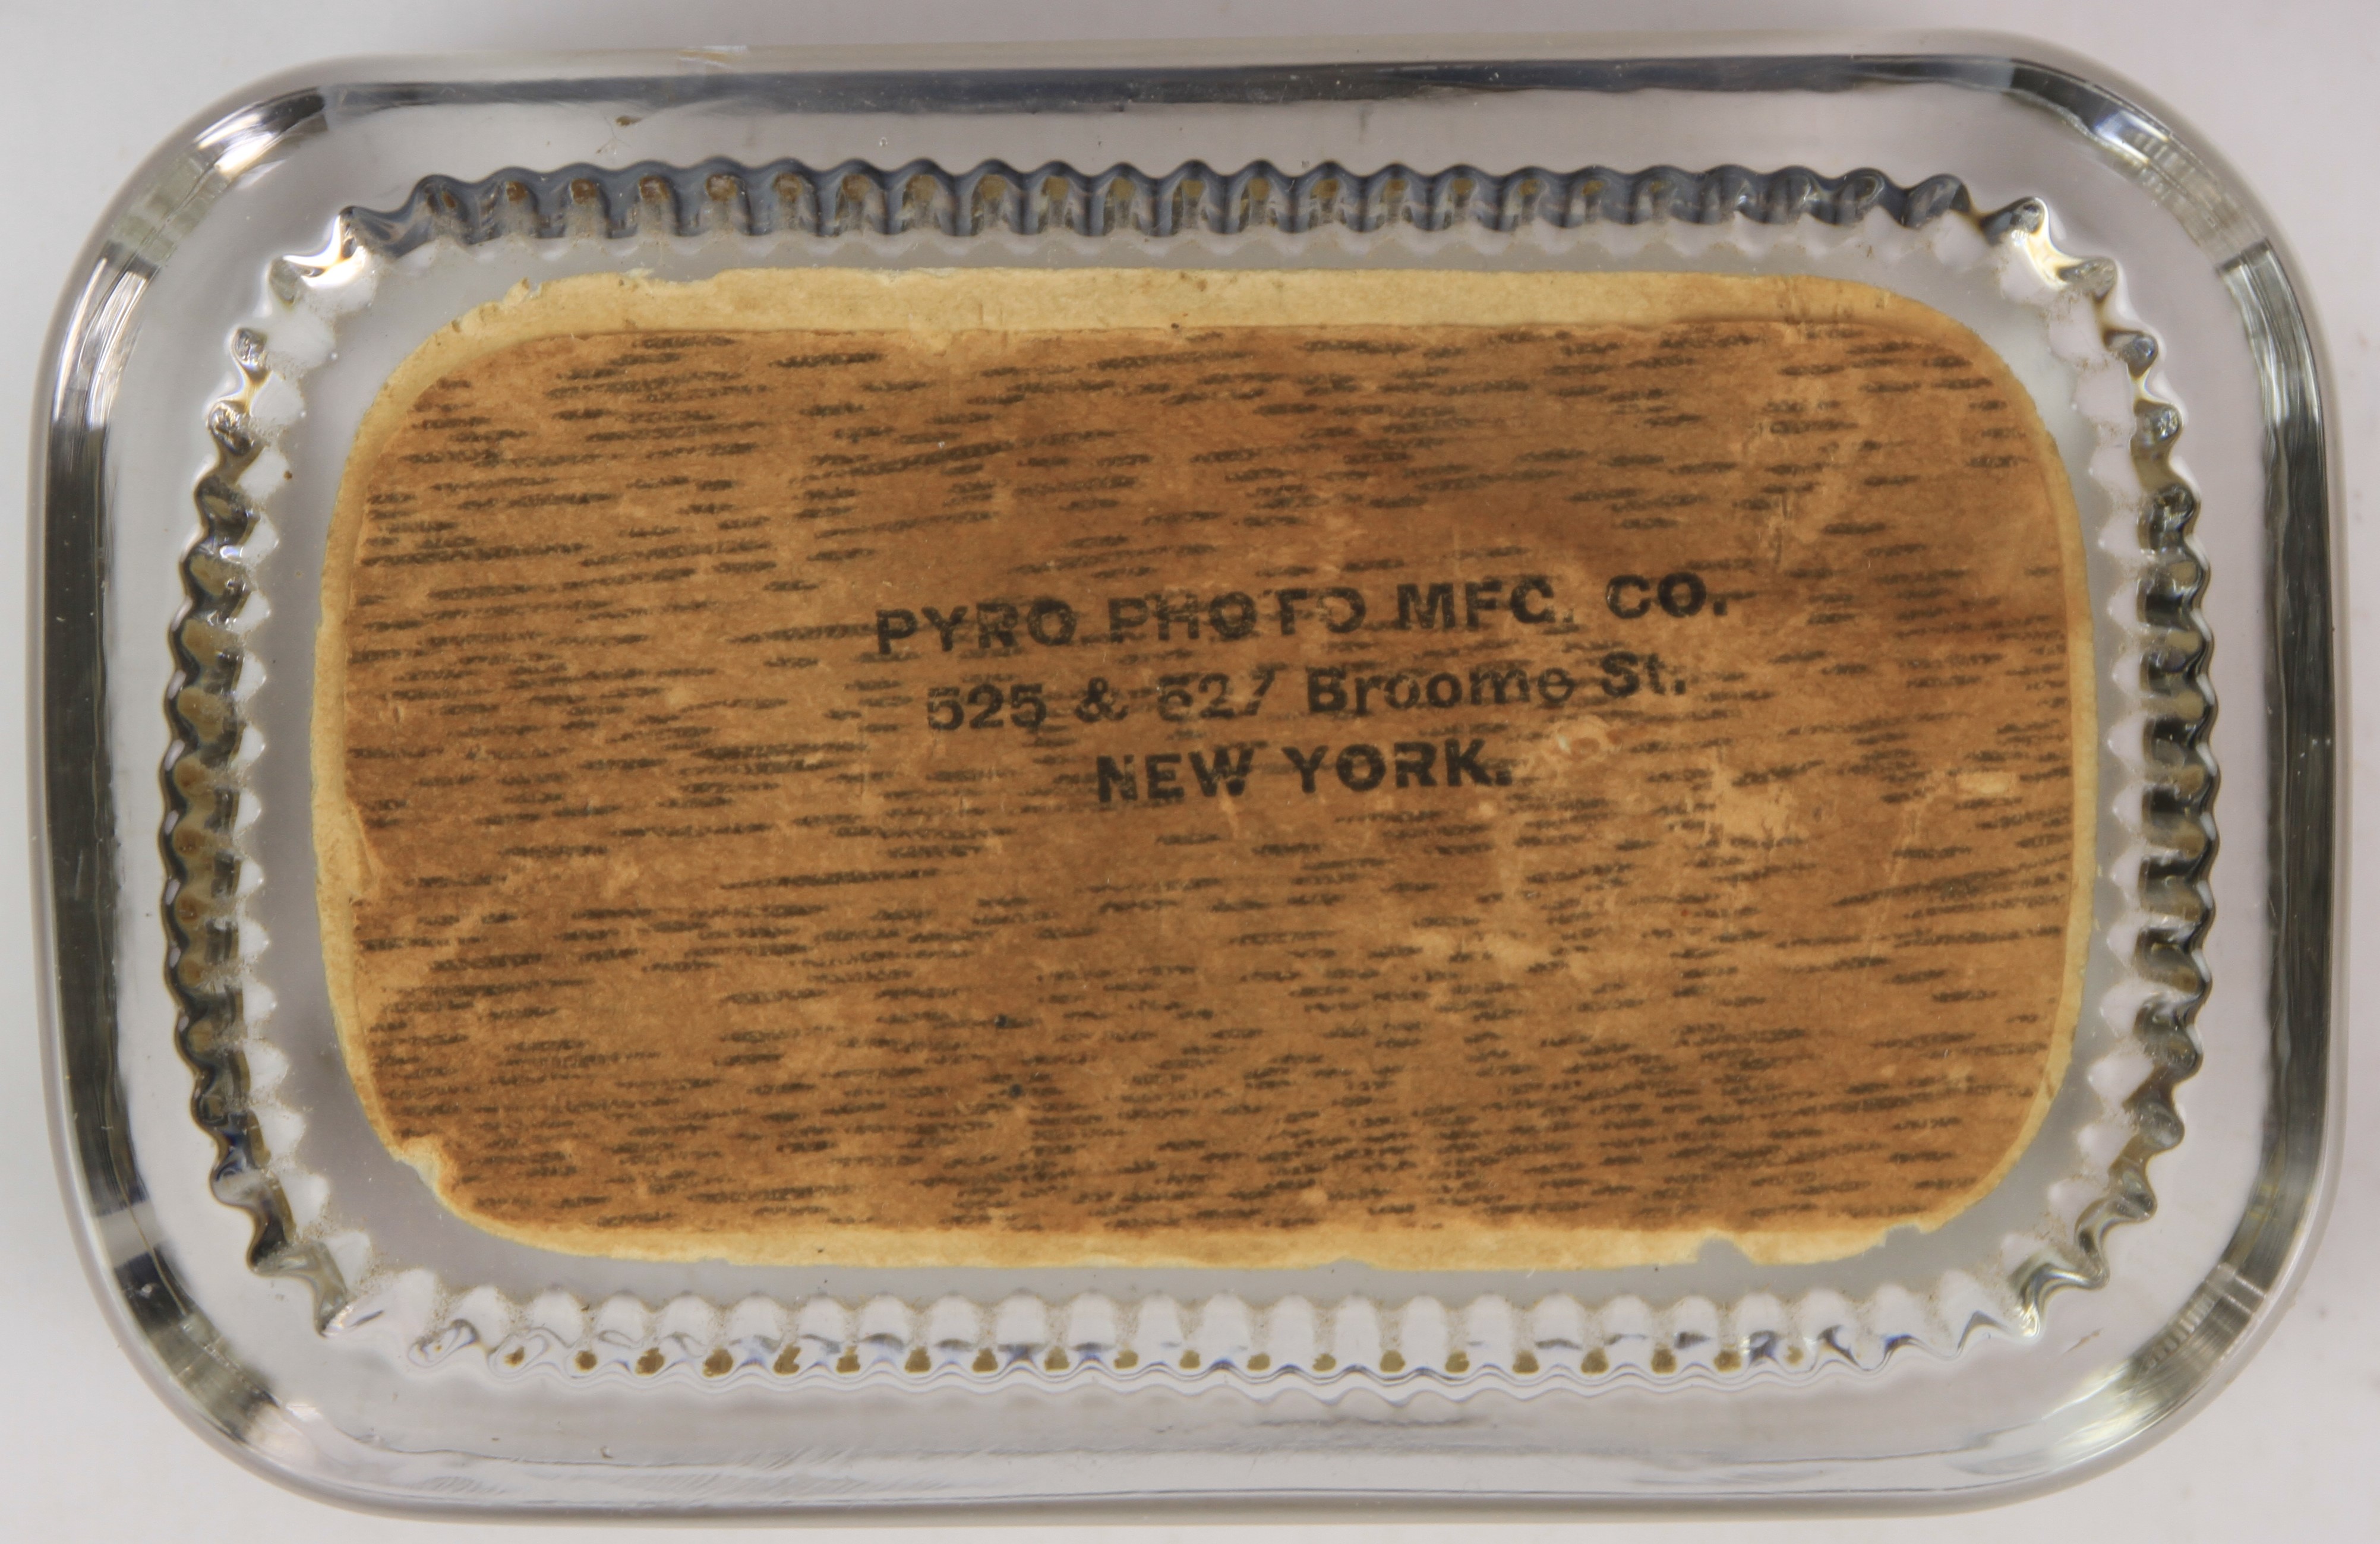 PYRO PHOTO MFG. CO.
525 & 527 Broome St.
NEW YORK.